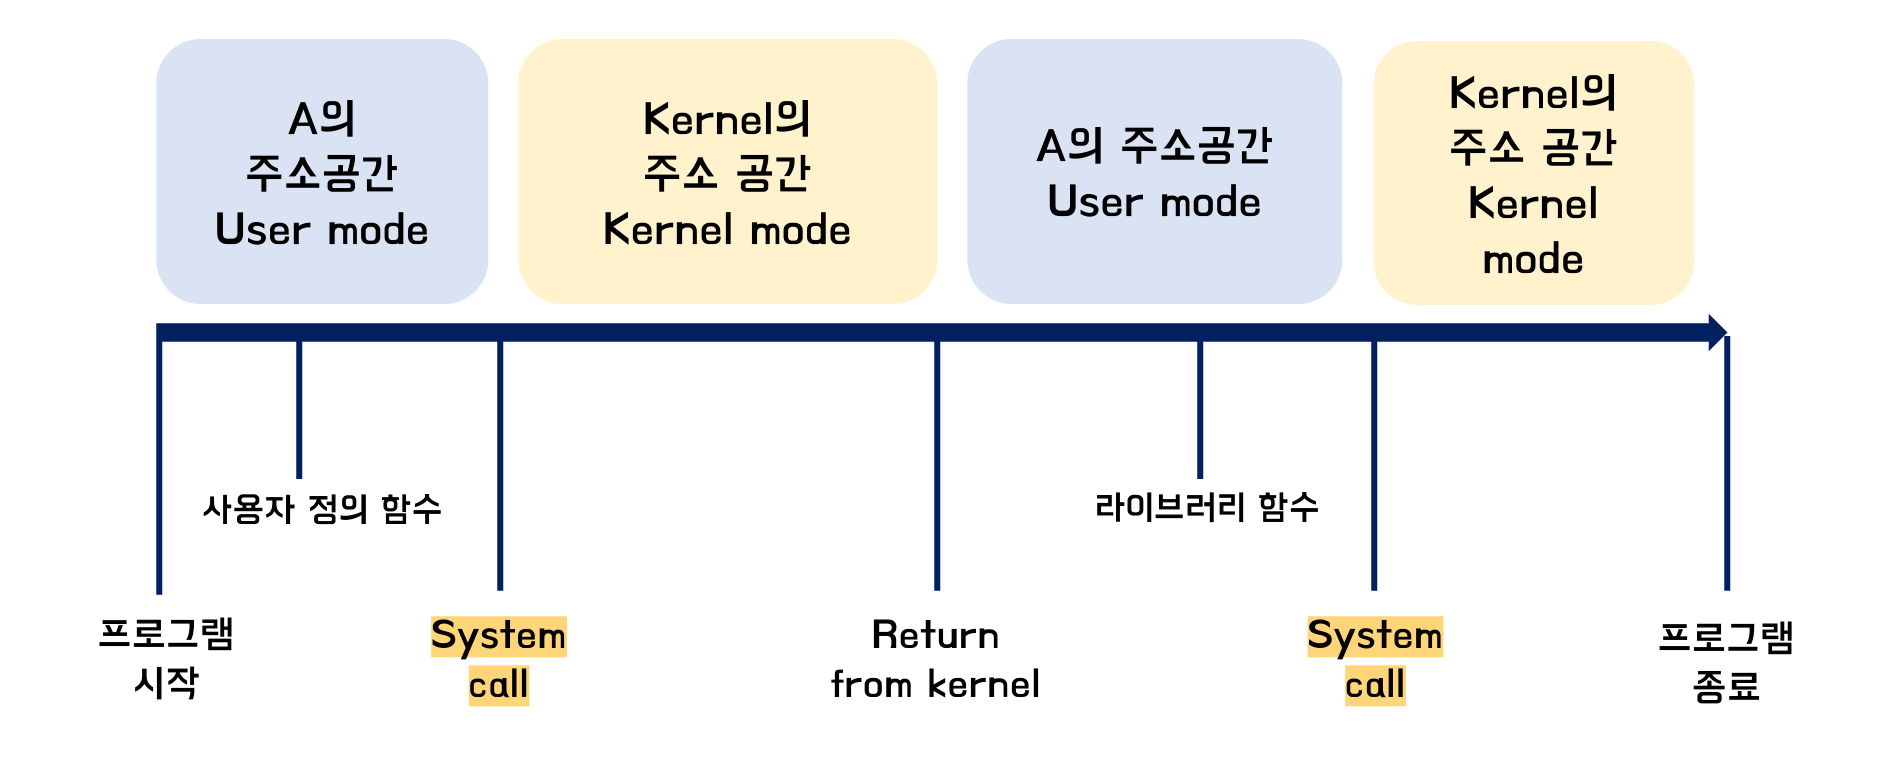 A의
주소공간
User mode
Kernel의
주소 공간
Kernel mode
A의 주소공간
User mode
Kernel의
주소 공간
Kernel
mode
사용자 정의 함수
라이브러리 함수
프로그램
시작
System
call
Return
from kernel
System
call
프로그램
종료